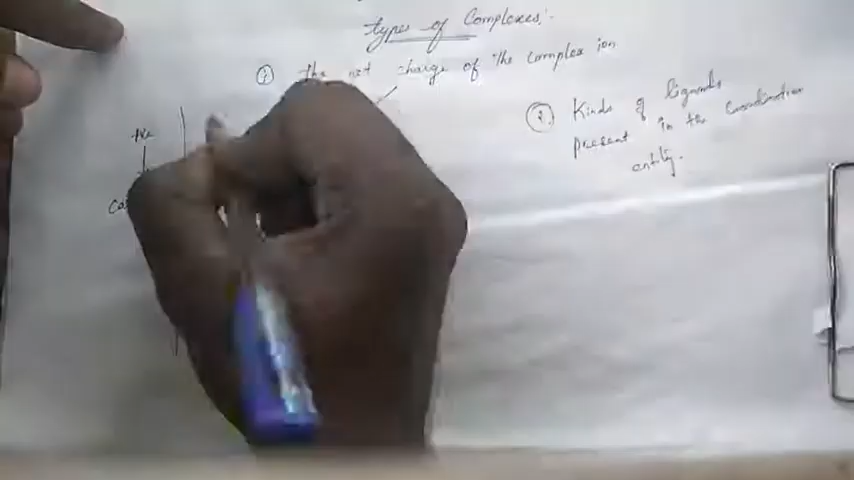 types of Complexes:-
① the net charge of the complex ion
② Kinds of ligands
present in the coordination
entity.
+ve